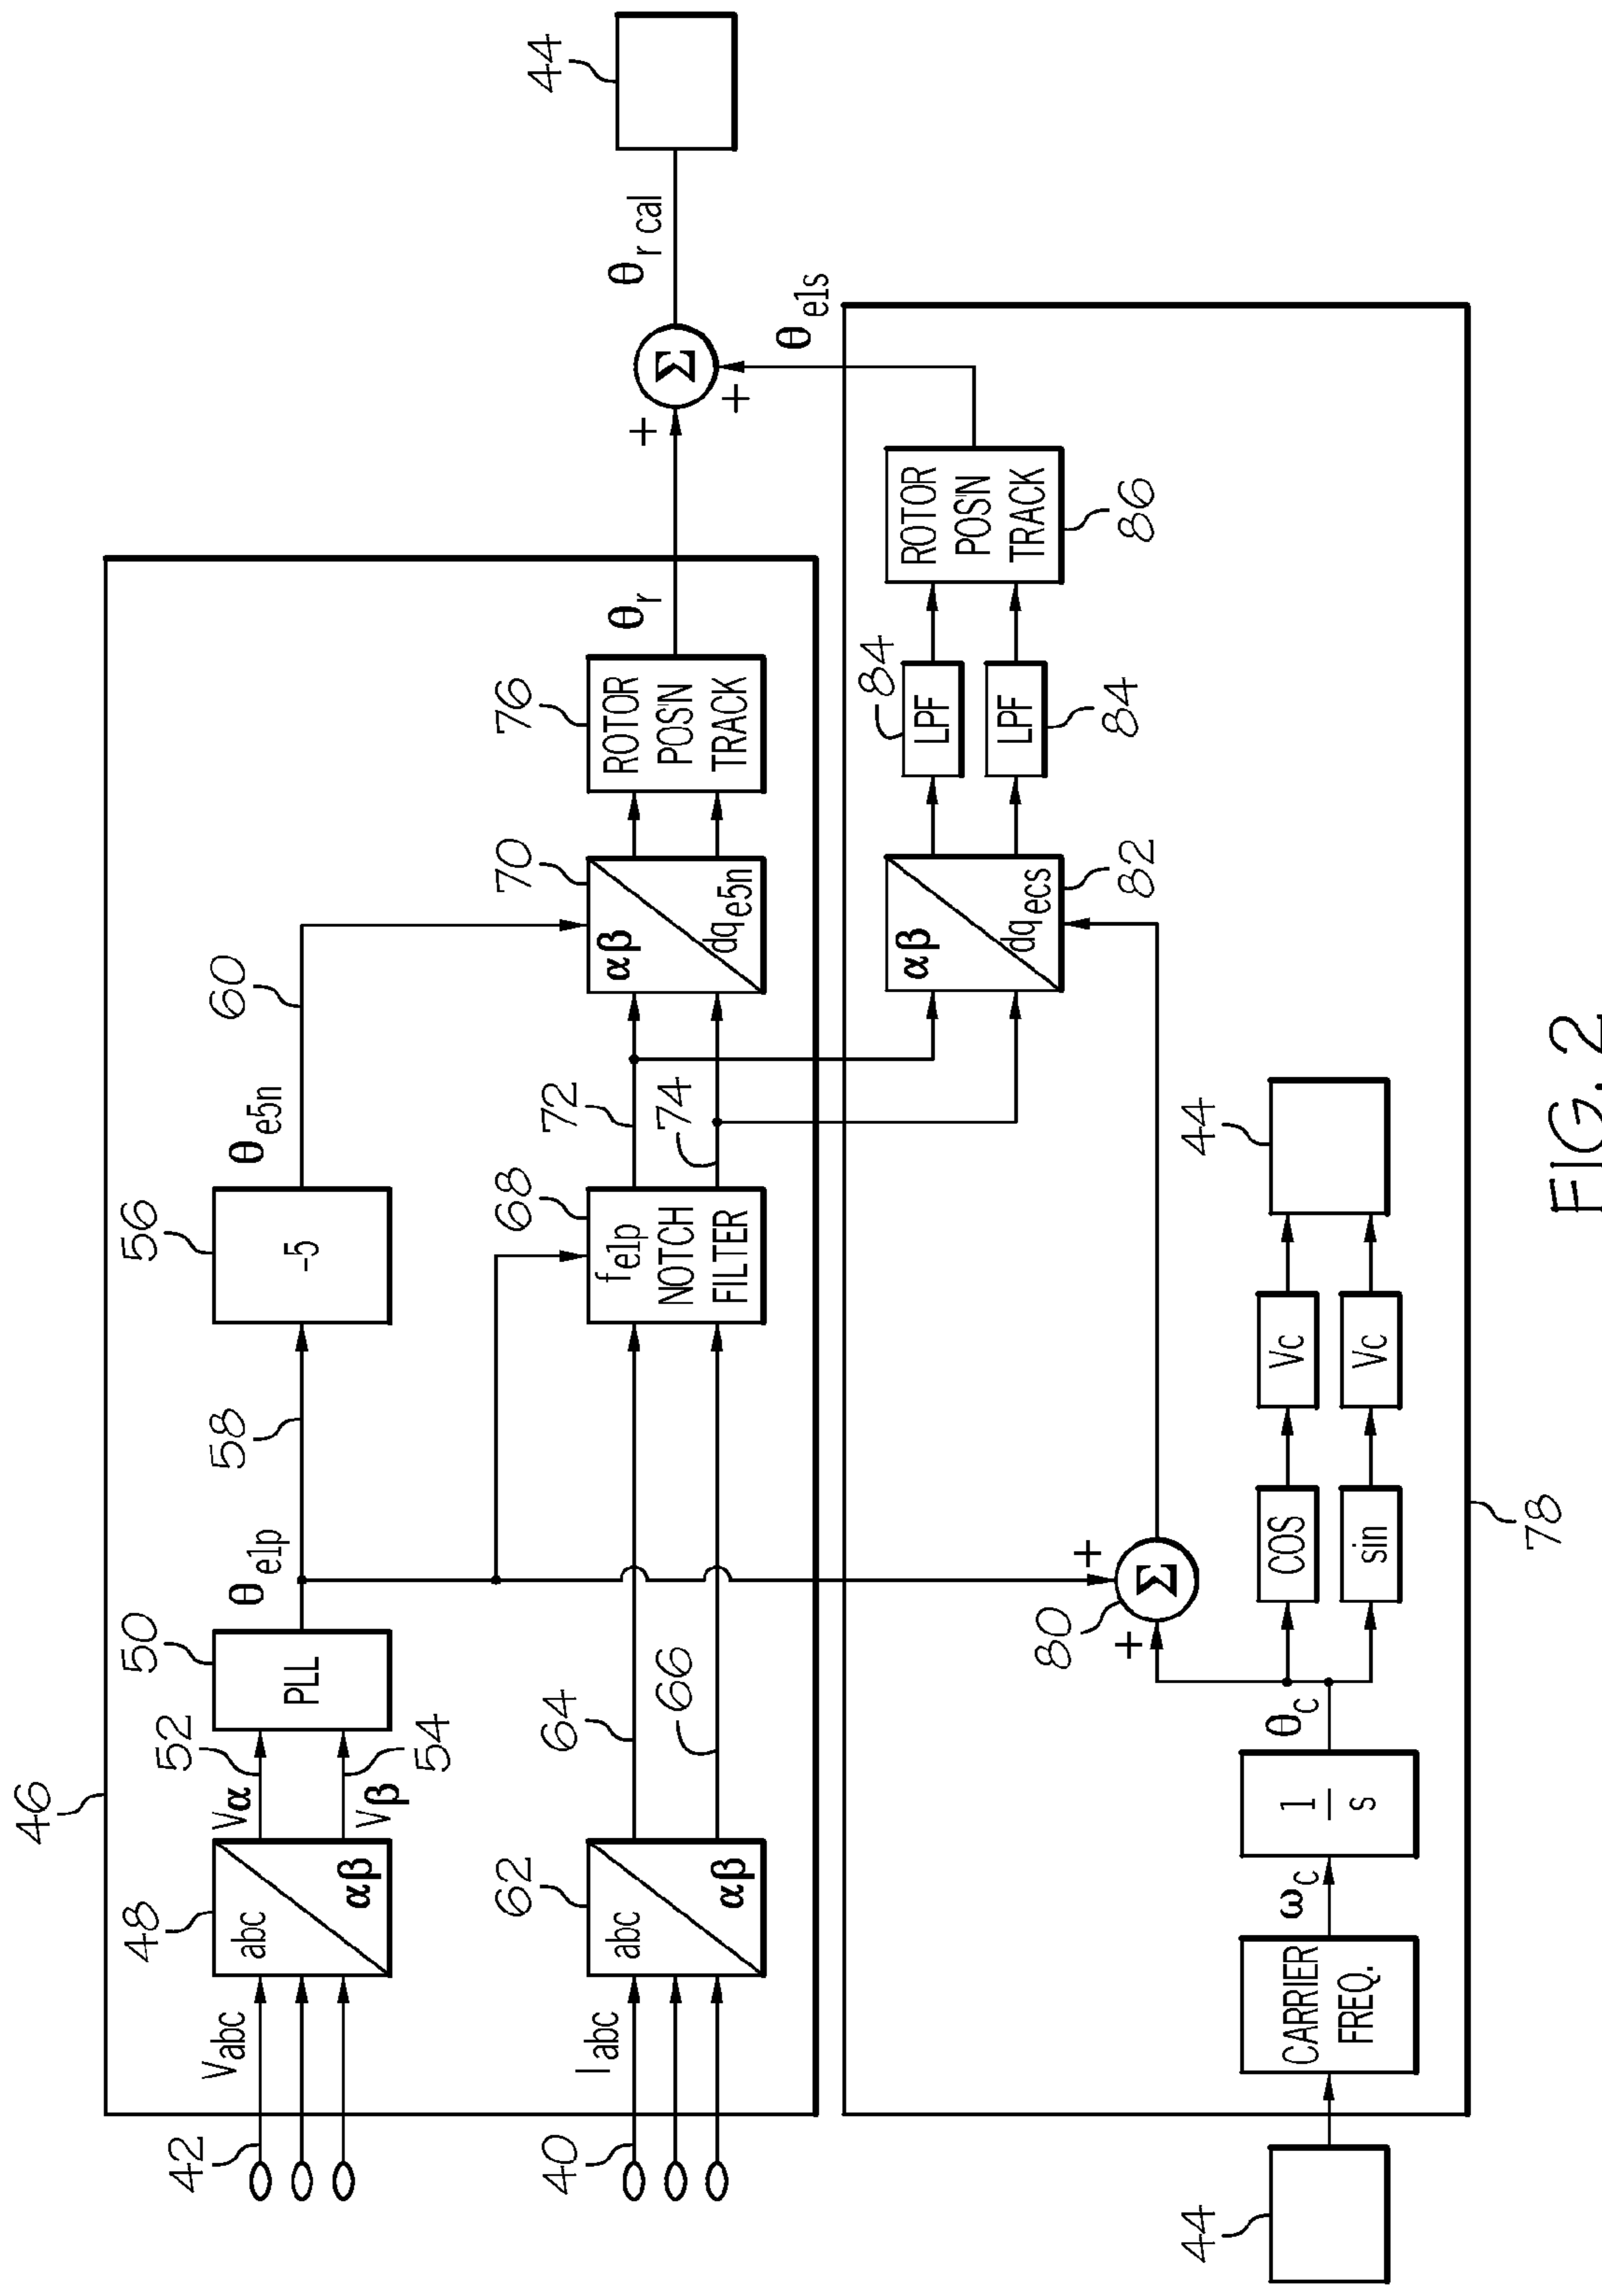 46
42
Vabc
48
abc
αβ
Vα
Vβ
52
54
50
PLL
θe1p
58
56
-5
θe5n
60
40
Iabc
62
abc
αβ
64
66
68
fe1p
NOTCH
FILTER
72
74
70
αβ
dqe5n
76
ROTOR
POS'N
TRACK
θr
+
+
Σ
θr cal
44
θe1s
44
CARRIER
FREQ.
ωc
1
s
θc
80
+
+
Σ
COS
sin
Vc
Vc
44
αβ
dqecs
82
84
LPF
LPF
84
ROTOR
POS'N
TRACK
86
78
FIG. 2